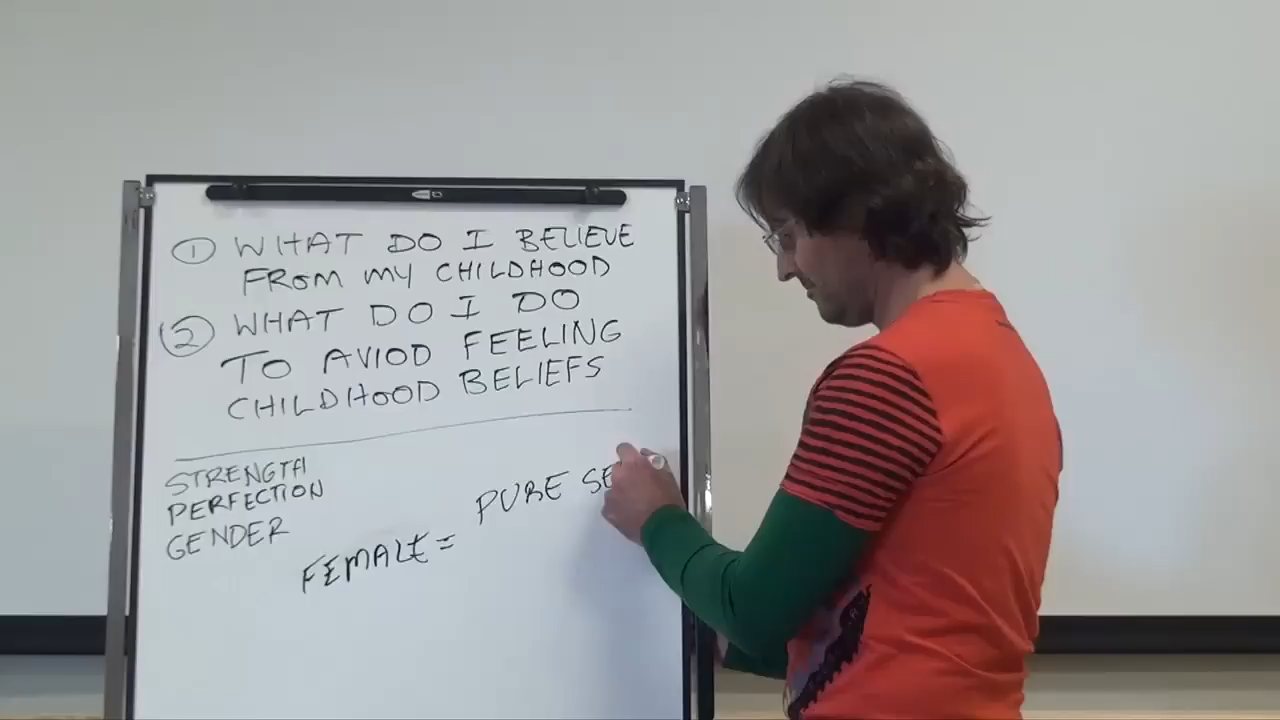 1 WHAT DO I BELIEVE
FROM MY CHILDHOOD
2 WHAT DO I DO
TO AVIOD FEELING
CHILDHOOD BELIEFS
STRENGTH
PERFECTION
GENDER
PURE SE
FEMALE =